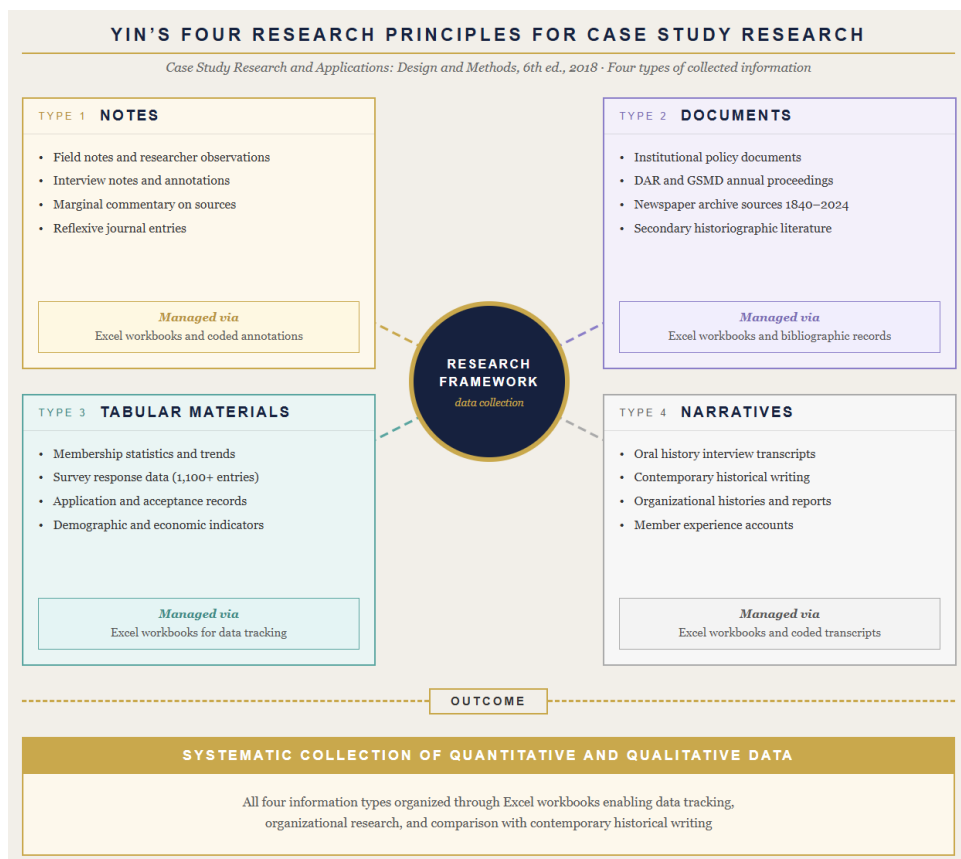 YIN'S FOUR RESEARCH PRINCIPLES FOR CASE STUDY RESEARCH
Case Study Research and Applications: Design and Methods, 6th ed., 2018 · Four types of collected information
TYPE 1 NOTES
• Field notes and researcher observations
• Interview notes and annotations
• Marginal commentary on sources
• Reflexive journal entries
Managed via
Excel workbooks and coded annotations
TYPE 2 DOCUMENTS
• Institutional policy documents
• DAR and GSMD annual proceedings
• Newspaper archive sources 1840–2024
• Secondary historiographic literature
Managed via
Excel workbooks and bibliographic records
RESEARCH
FRAMEWORK
data collection
TYPE 3 TABULAR MATERIALS
• Membership statistics and trends
• Survey response data (1,100+ entries)
• Application and acceptance records
• Demographic and economic indicators
Managed via
Excel workbooks for data tracking
TYPE 4 NARRATIVES
• Oral history interview transcripts
• Contemporary historical writing
• Organizational histories and reports
• Member experience accounts
Managed via
Excel workbooks and coded transcripts
OUTCOME
SYSTEMATIC COLLECTION OF QUANTITATIVE AND QUALITATIVE DATA
All four information types organized through Excel workbooks enabling data tracking,
organizational research, and comparison with contemporary historical writing